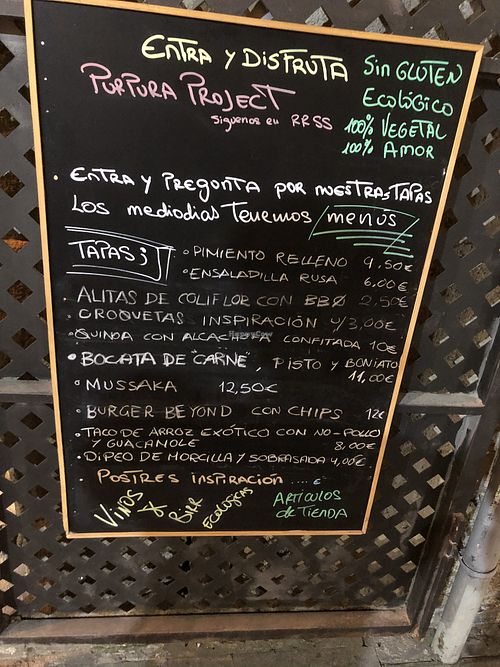 ENTRA Y DISFRUTA
PURPURA PROJECT
Siguenos en RRSS
Sin GLUTEN
Ecológico
100% VEGETAL
100% AMOR
• ENTRA Y PREGUNTA POR NUESTRAS TAPAS
LOS mediodias Tenemos menús
TAPAS
• PIMIENTO RELLENO 9,50€
• ENSALADILLA RUSA 6,00€
• ALITAS DE COLIFLOR CON BBQ 2,50€
• CROQUETAS INSPIRACIÓN 4/3,00€
• QUINOA CON ALCACHOFA CONFITADA 10€
• BOCATA DE "CARNE", PISTO y BONIATO
11,00€
• MUSSAKA 12,50€
• BURGER BEYOND CON CHIPS 12€
• TACO DE ARROZ EXÓTICO CON NO-POLLO
Y GUACAMOLE 8,00€
• DIPEO DE MORCILLA Y SOBRASADA 4,00€
• POSTRES INSPIRACIÓN .... €
VINOS & BIRR ECOLÓGICAS
ARTÍCULOS
de TIENDA